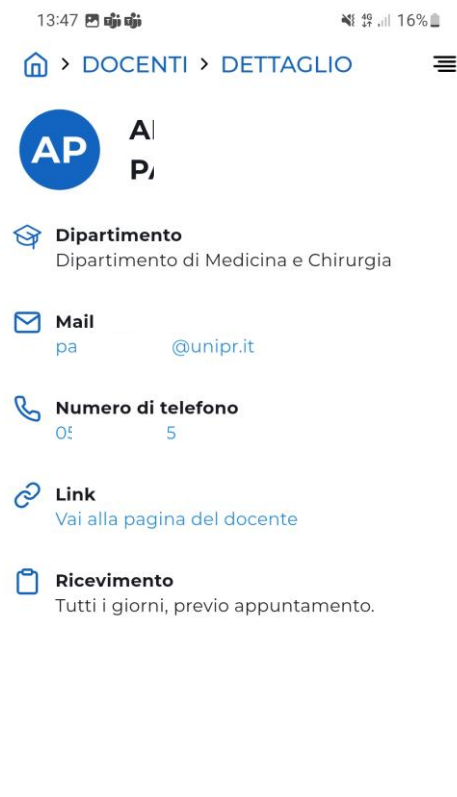 13:47
4G
16%
DOCENTI > DETTAGLIO
AP
Dipartimento
Dipartimento di Medicina e Chirurgia
Mail
pa @unipr.it
Numero di telefono
5
Link
Vai alla pagina del docente
Ricevimento
Tutti i giorni, previo appuntamento.